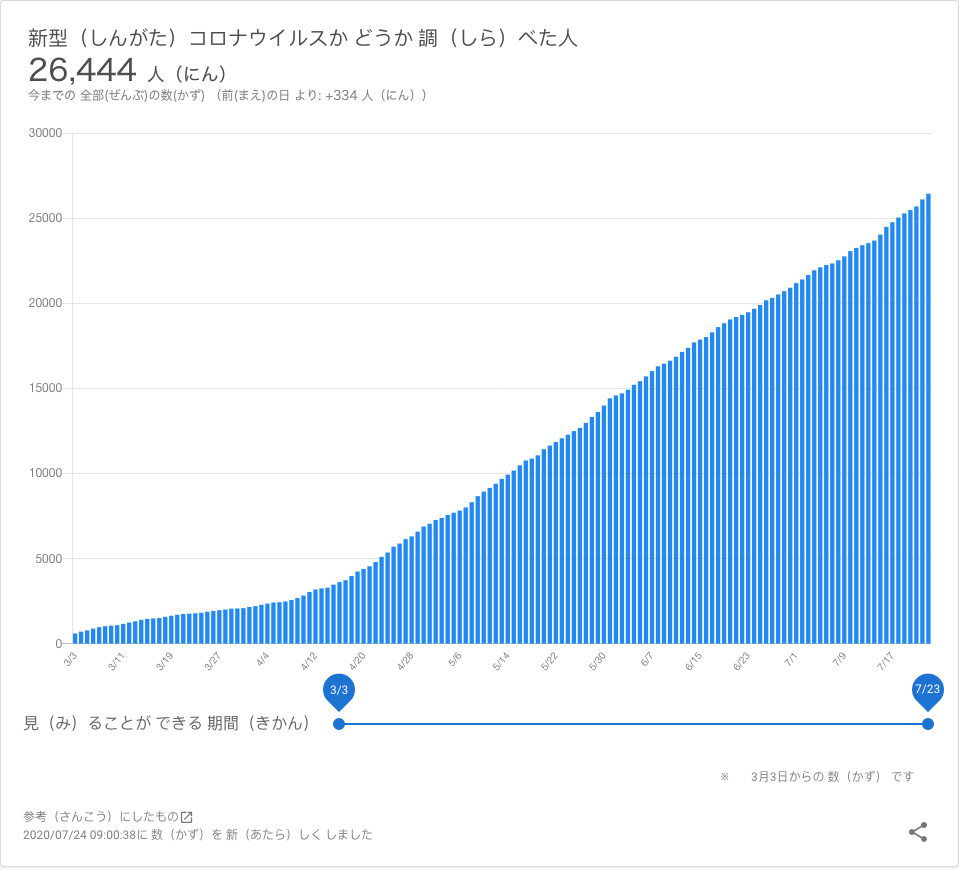 新型（しんがた）コロナウイルスか どうか 調（しら）べた人
26,444 人（にん）
今までの 全部(ぜんぶ)の数(かず) （前(まえ)の日 より: +334 人（にん））
30000
25000
20000
15000
10000
5000
0
3/3 3/11 3/19 3/27 4/4 4/12 4/20 4/28 5/6 5/14 5/22 5/30 6/7 6/15 6/23 7/1 7/9 7/17
3/3 7/23
見（み）ることが できる 期間（きかん）
※ 3月3日からの 数（かず） です
参考（さんこう）にしたもの
2020/07/24 09:00:38に 数（かず）を 新（あたら）しく しました